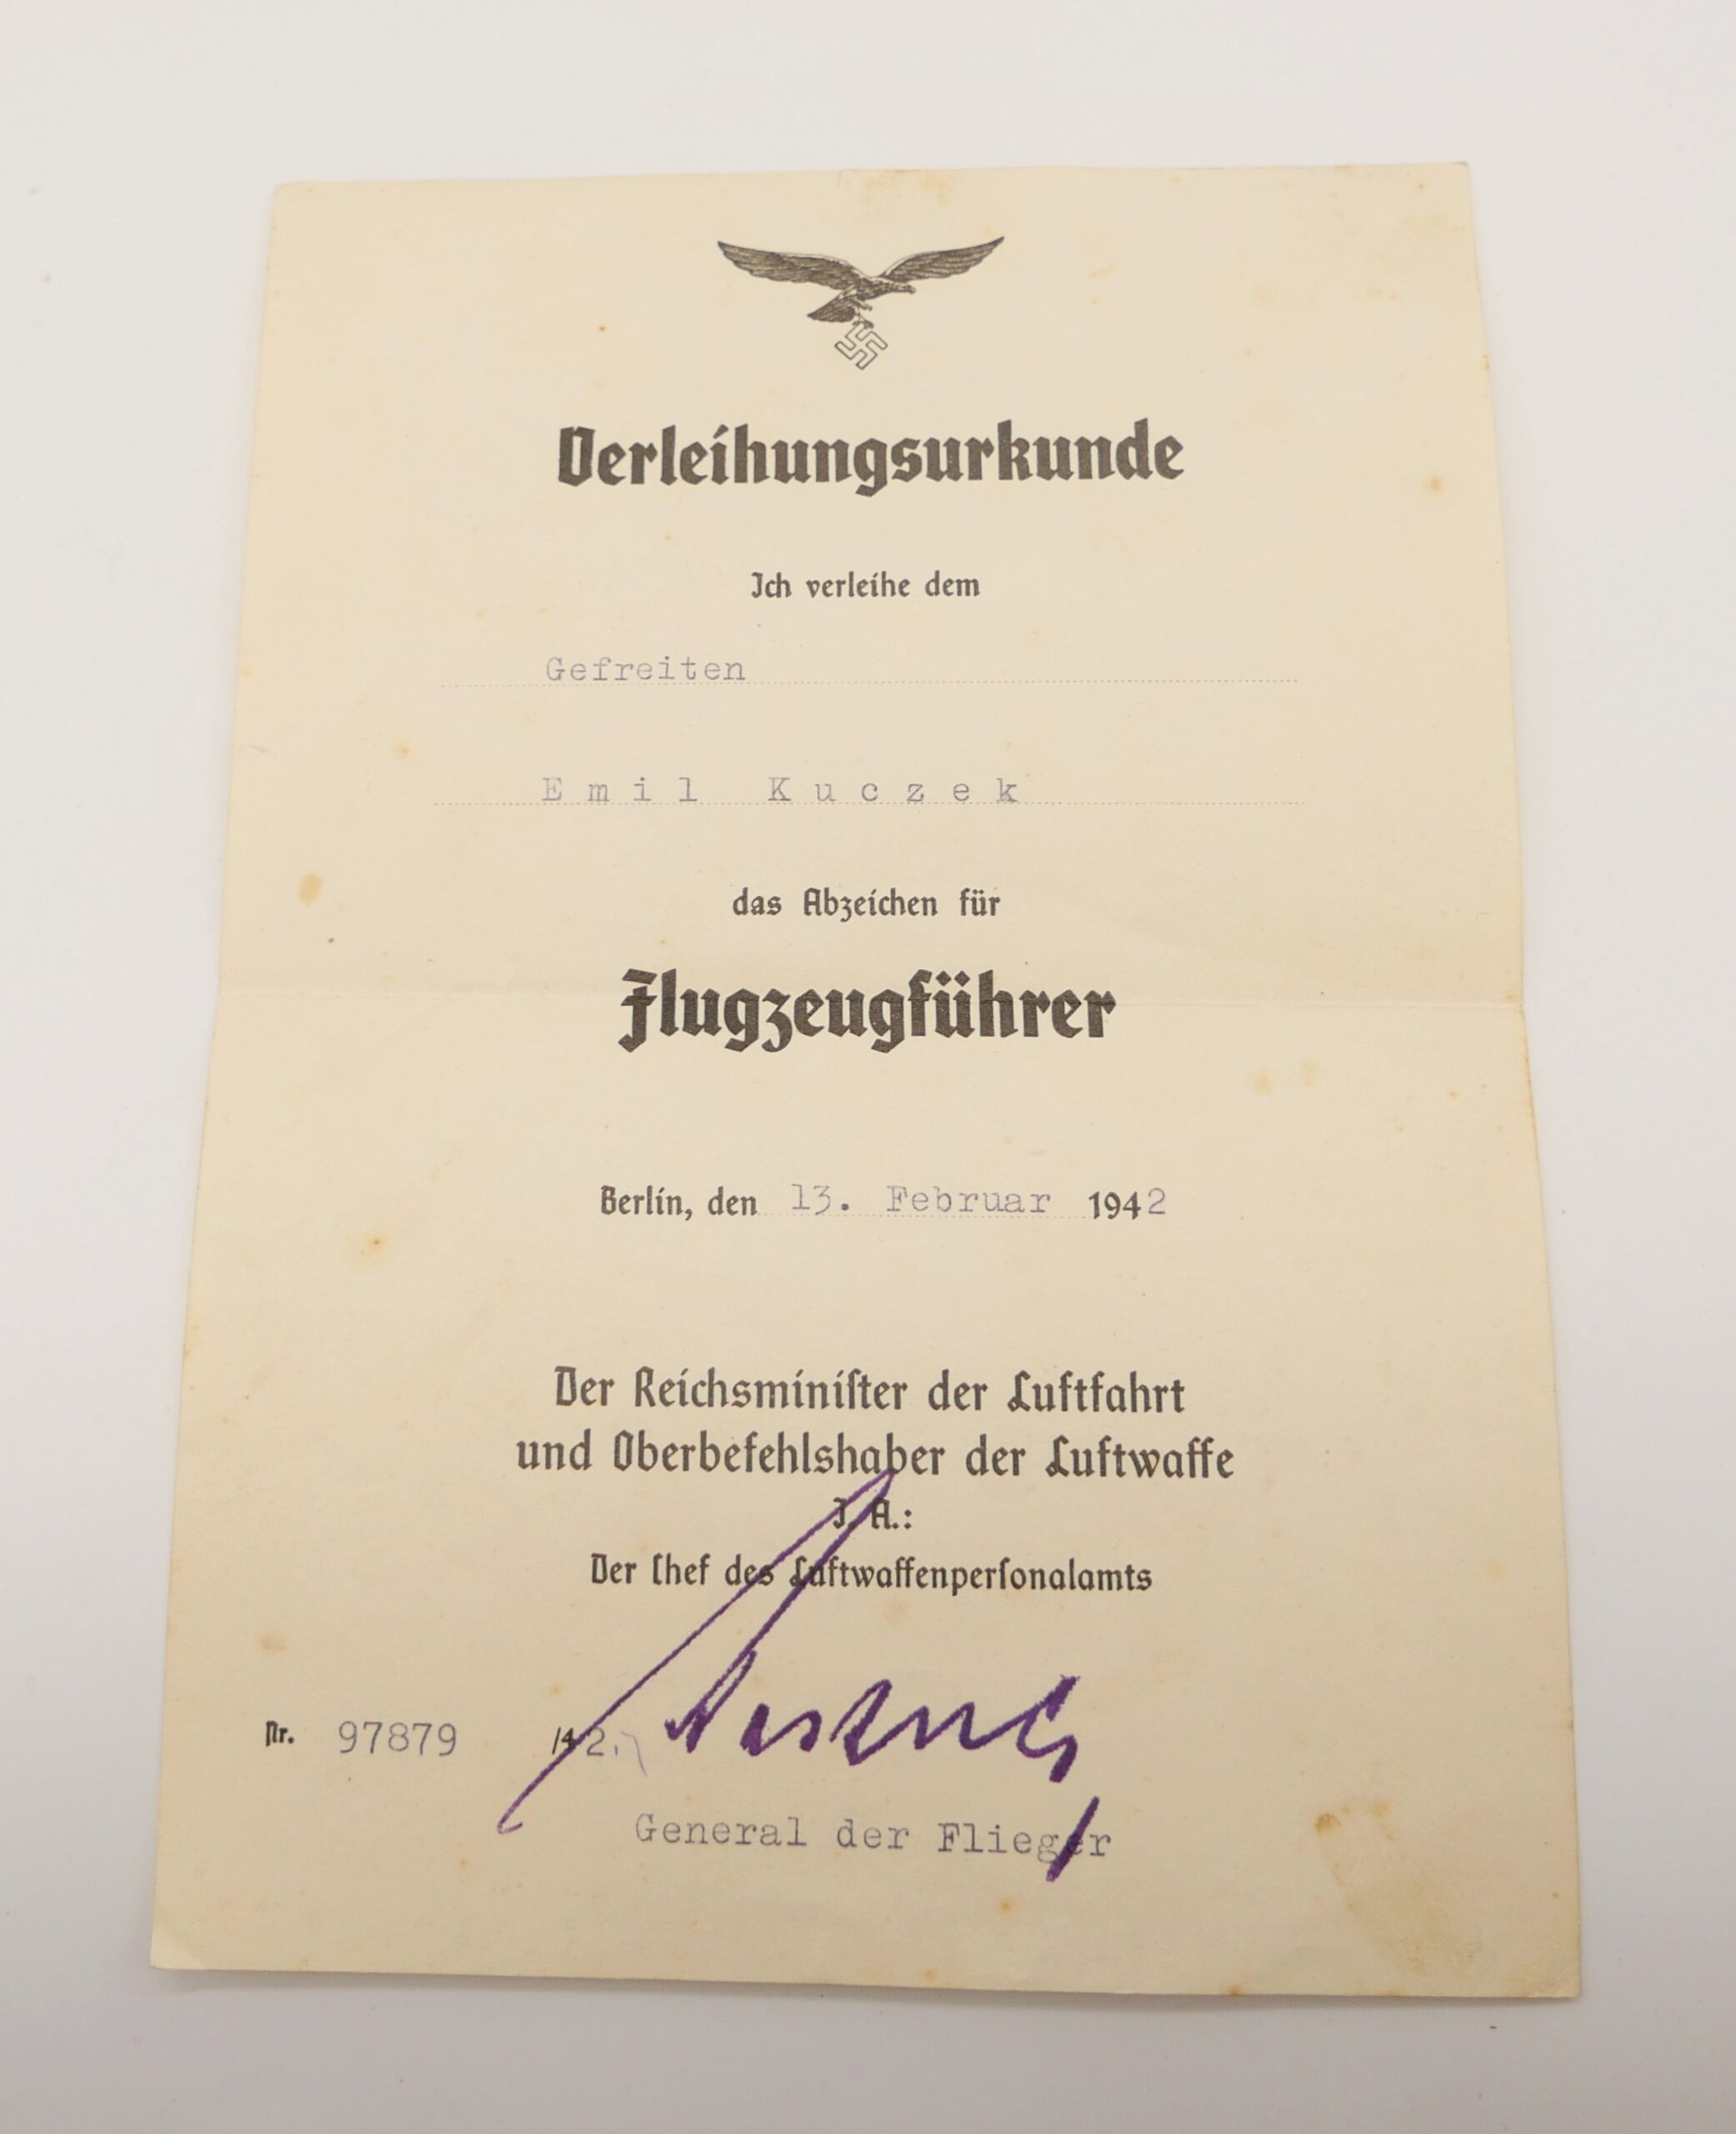 Verleihungsurkunde
Ich verleihe dem
Gefreiten
Emil Kuczek
das Abzeichen für
Flugzeugführer
Berlin, den 13. Februar 1942
Der Reichsminiſter der Luftfahrt
und Oberbefehlshaber der Luftwaffe
J. A.:
Der Chef des Luftwaffenperſonalamts
Nr. 97879 /42.
General der Flieger